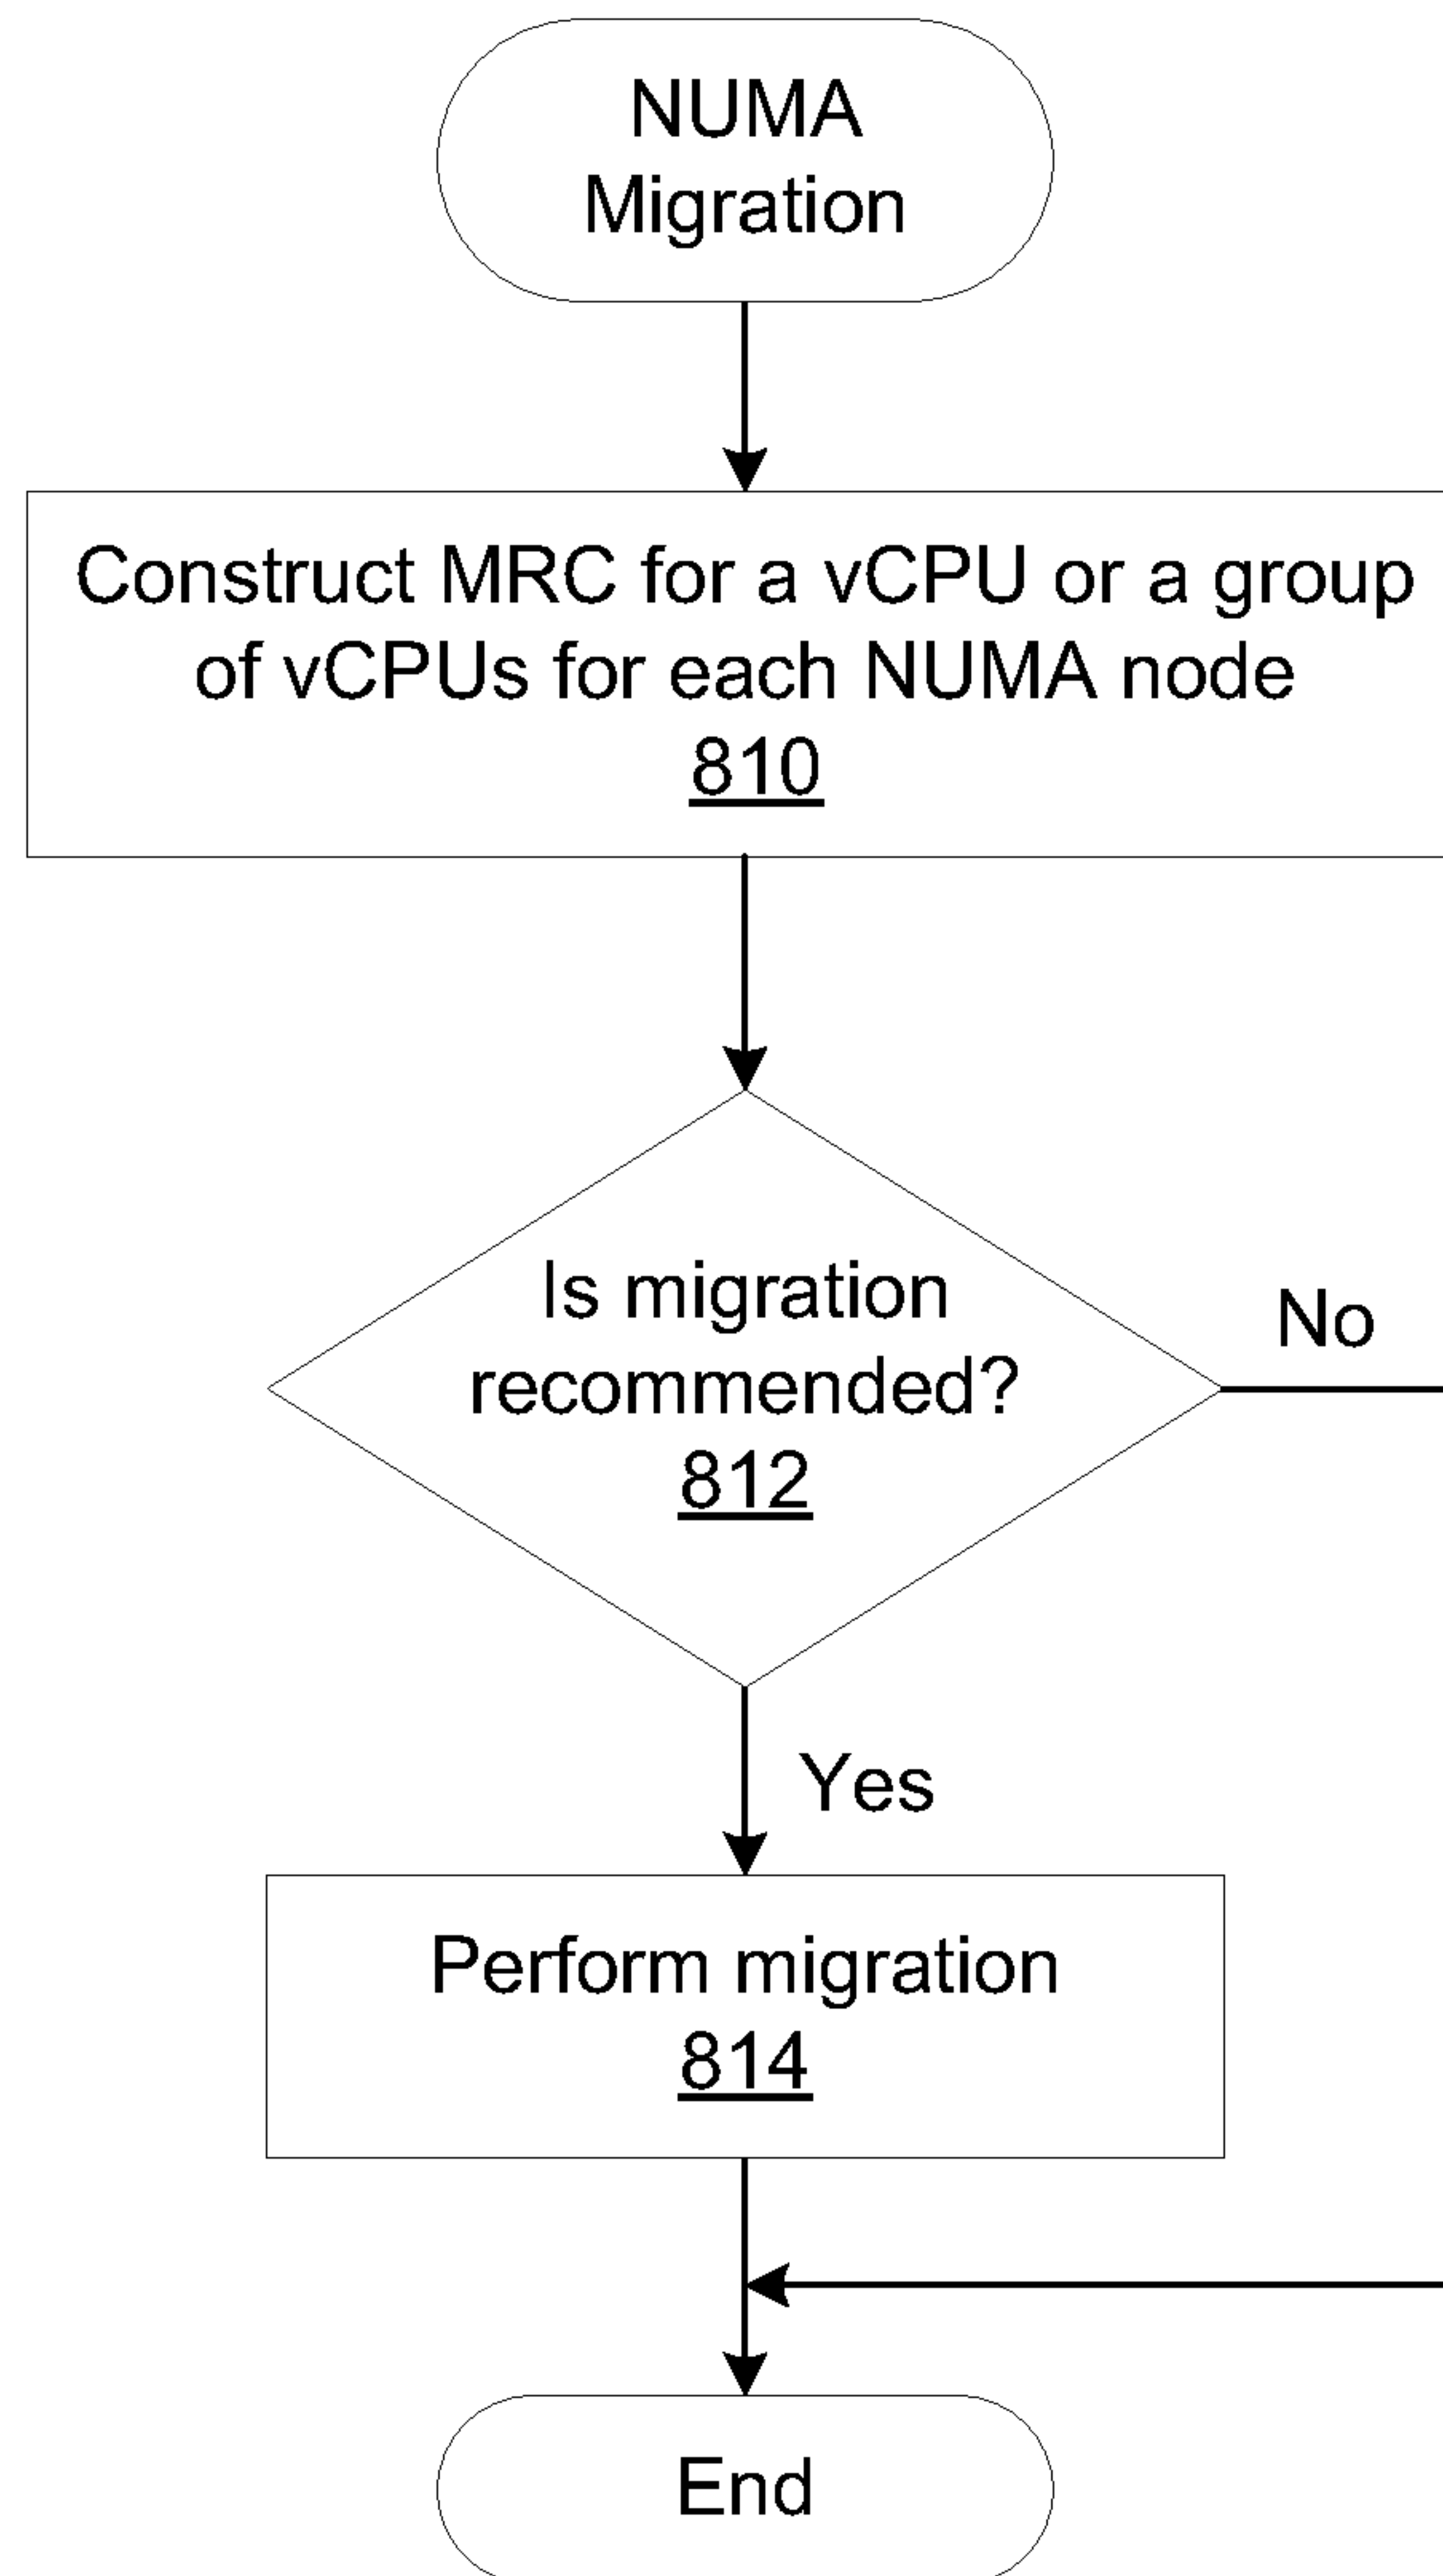 NUMA
Migration
Construct MRC for a vCPU or a group
of vCPUs for each NUMA node
810
Is migration
recommended?
812
No
Yes
Perform migration
814
End